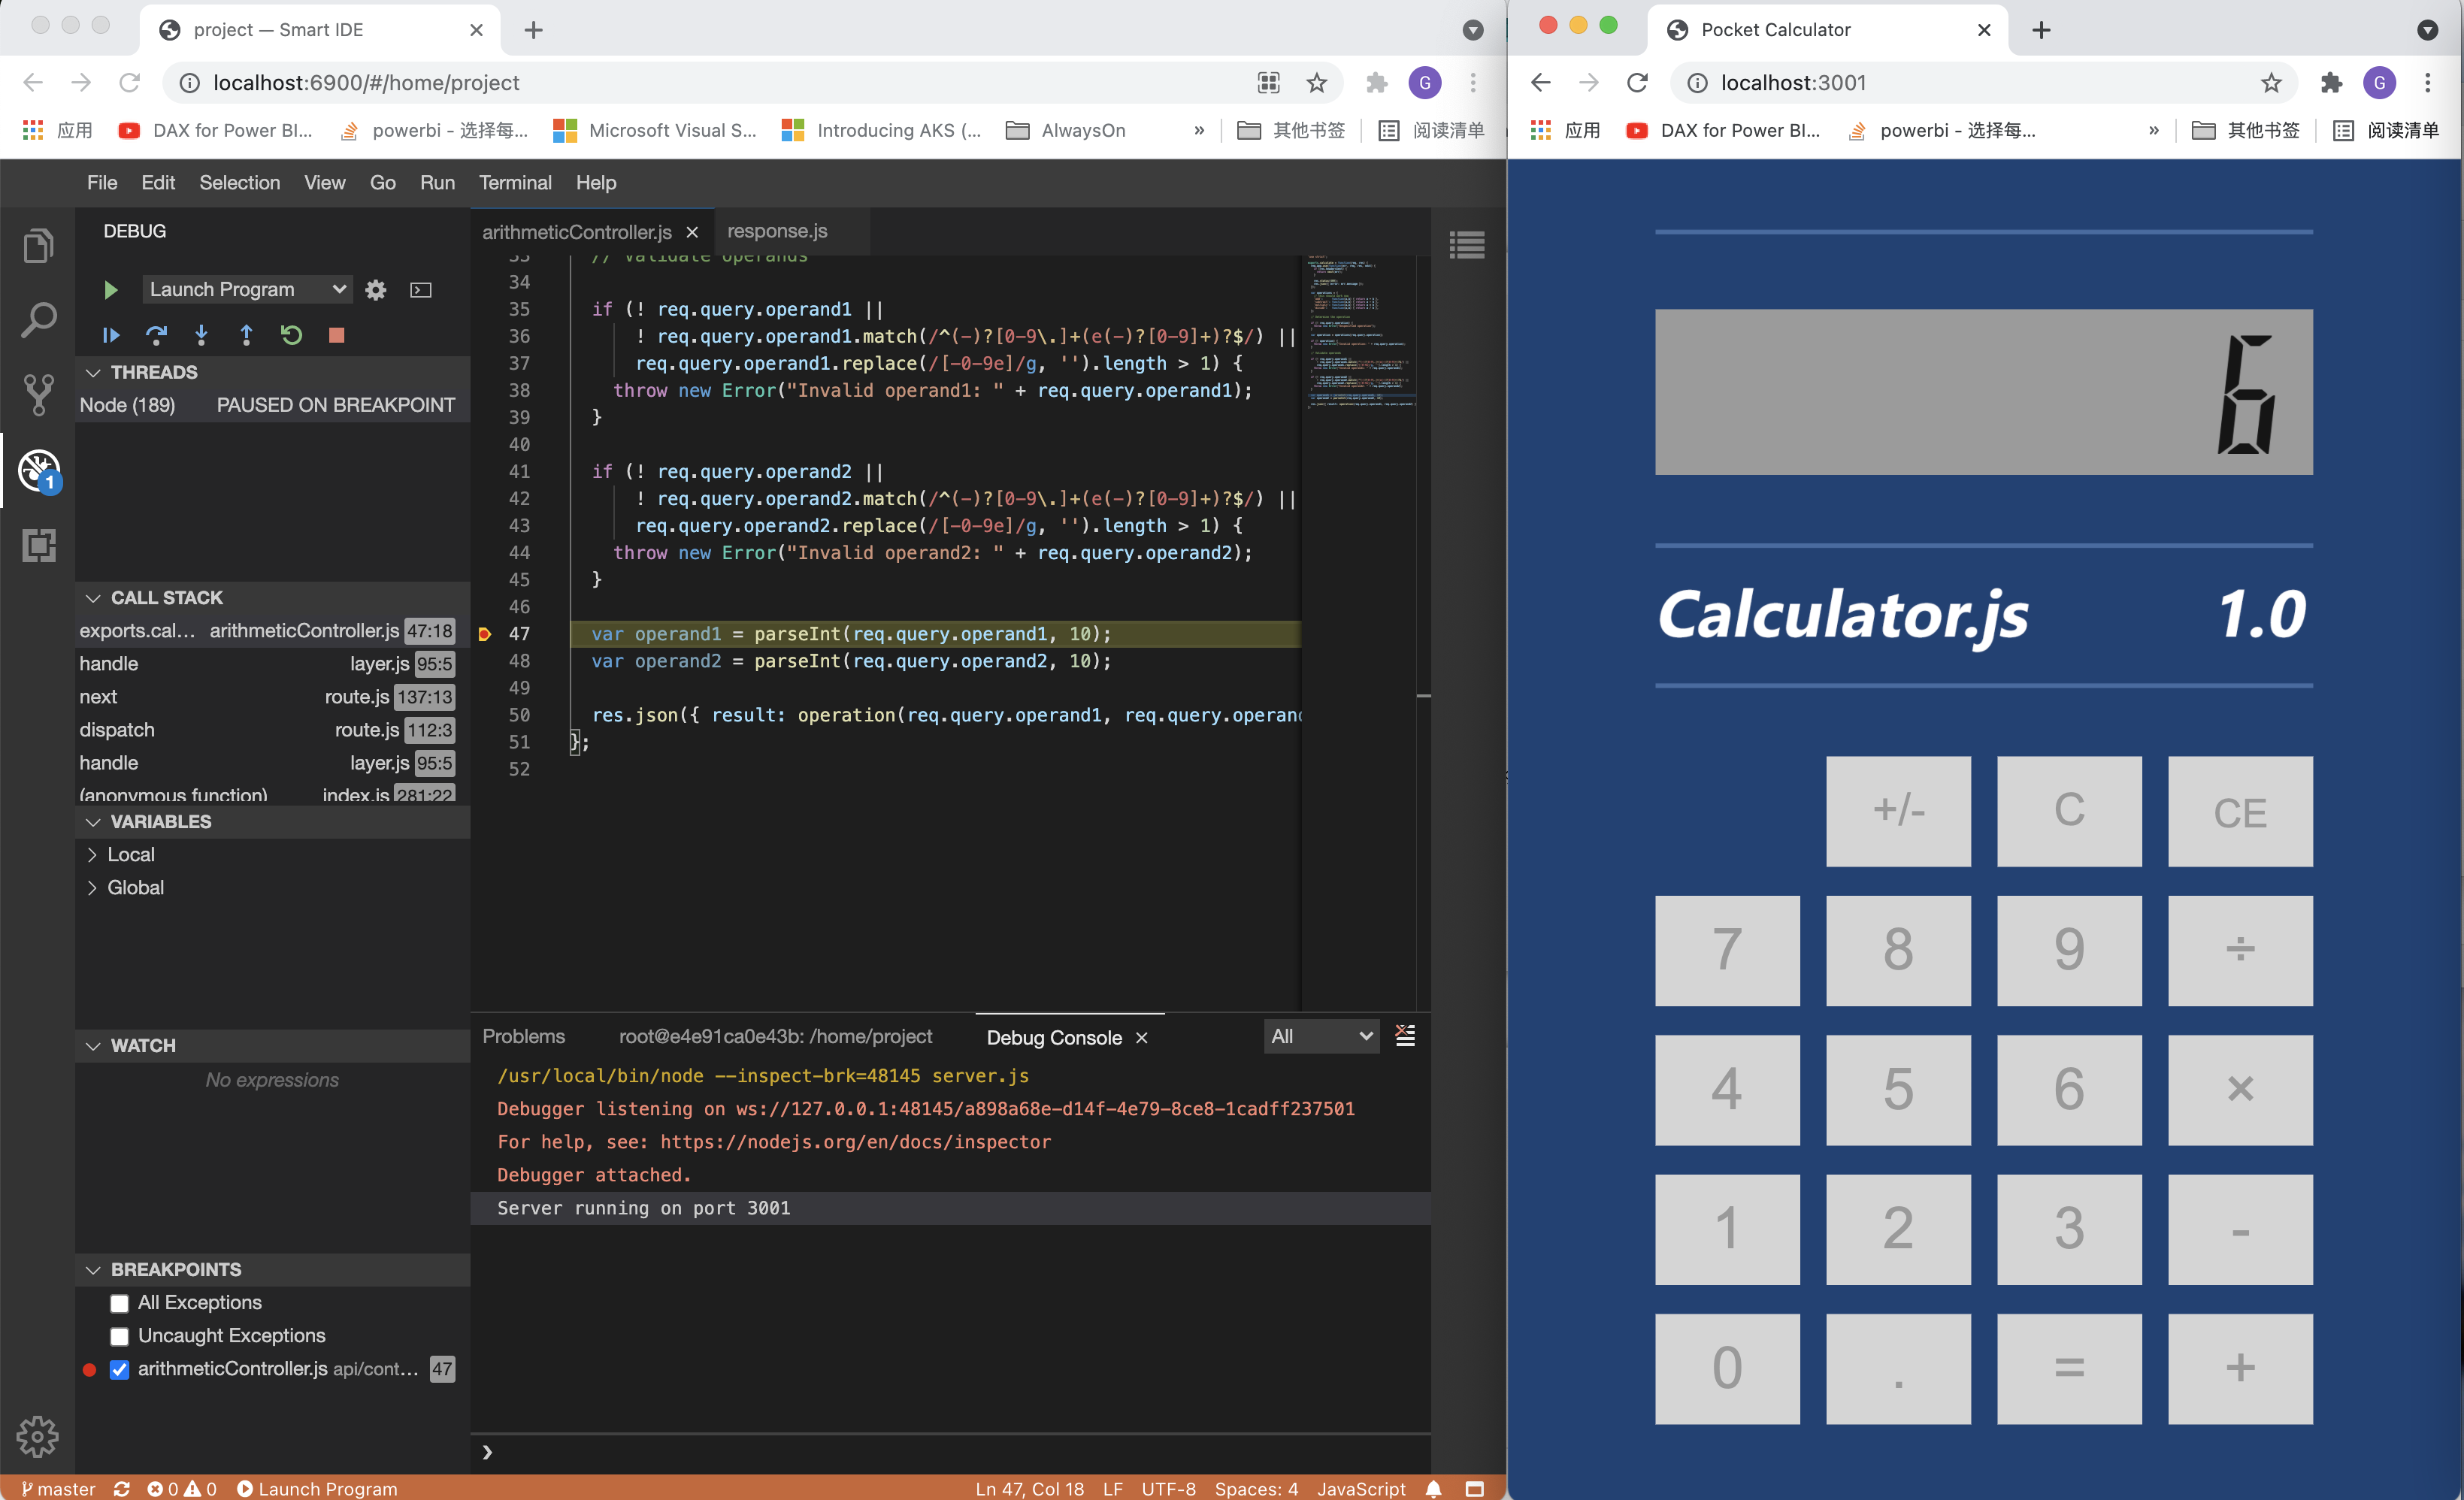 project — Smart IDE
localhost:6900/#/home/project
G
应用
DAX for Power BI...
powerbi - 选择每...
Microsoft Visual S...
Introducing AKS (...
AlwaysOn
»
其他书签
阅读清单
File Edit Selection View Go Run Terminal Help
DEBUG
Launch Program
THREADS
Node (189) PAUSED ON BREAKPOINT
1
CALL STACK
exports.cal... arithmeticController.js 47:18
handle layer.js 95:5
next route.js 137:13
dispatch route.js 112:3
handle layer.js 95:5
(anonymous function) index.js 281:22
VARIABLES
Local
Global
WATCH
No expressions
BREAKPOINTS
All Exceptions
Uncaught Exceptions
arithmeticController.js api/cont... 47
arithmeticController.js
response.js
33 // Validate operands
34
35 if (! req.query.operand1 ||
36 ! req.query.operand1.match(/^(-)?[0-9\.]+(e(-)?[0-9]+)?$/) ||
37 req.query.operand1.replace(/[-0-9e]/g, '').length > 1) {
38 throw new Error("Invalid operand1: " + req.query.operand1);
39 }
40
41 if (! req.query.operand2 ||
42 ! req.query.operand2.match(/^(-)?[0-9\.]+(e(-)?[0-9]+)?$/) ||
43 req.query.operand2.replace(/[-0-9e]/g, '').length > 1) {
44 throw new Error("Invalid operand2: " + req.query.operand2);
45 }
46
47 var operand1 = parseInt(req.query.operand1, 10);
48 var operand2 = parseInt(req.query.operand2, 10);
49
50 res.json({ result: operation(req.query.operand1, req.query.operand
51 };
52
Problems root@e4e91ca0e43b: /home/project Debug Console All
/usr/local/bin/node --inspect-brk=48145 server.js
Debugger listening on ws://127.0.0.1:48145/a898a68e-d14f-4e79-8ce8-1cadff237501
For help, see: https://nodejs.org/en/docs/inspector
Debugger attached.
Server running on port 3001
master 0 0 Launch Program Ln 47, Col 18 LF UTF-8 Spaces: 4 JavaScript
Pocket Calculator
localhost:3001
G
应用
DAX for Power BI...
powerbi - 选择每...
»
其他书签
阅读清单
6
Calculator.js 1.0
+/- C CE
7 8 9 ÷
4 5 6 ×
1 2 3 -
0 . = +